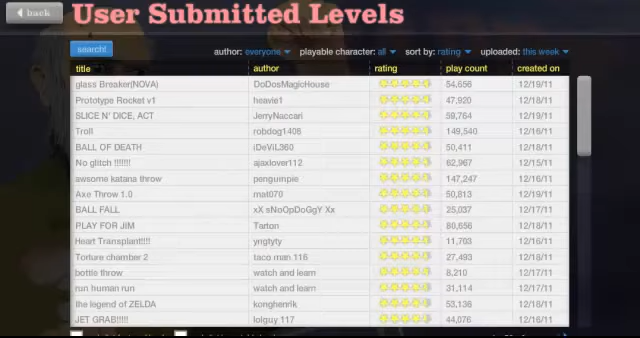 back
User Submitted Levels
search!
author: everyone playable character: all sort by: rating uploaded: this week
title author rating play count created on
glass Breaker(NOVA) DoDosMagicHouse 54,656 12/19/11
Prototype Rocket v1 heavie1 47,920 12/18/11
SLICE N' DICE, ACT JerryNaccari 59,764 12/19/11
Troll robdog1408 149,540 12/16/11
BALL OF DEATH iDeViL360 50,411 12/18/11
No glitch !!!!!!! ajaxlover112 62,967 12/15/11
awsome katana throw penguinpie 147,247 12/16/11
Axe Throw 1.0 mat070 50,813 12/19/11
BALL FALL xX sNoOpDoGgY Xx 25,037 12/17/11
PLAY FOR JIM Tarton 80,656 12/18/11
Heart Transplant!!!! yngtyty 11,703 12/16/11
Torture chamber 2 taco man 116 27,493 12/18/11
bottle throw watch and learn 8,210 12/17/11
run human run watch and learn 31,114 12/17/11
the legend of ZELDA konghenrik 53,136 12/18/11
JET GRAB!!!!! lolguy 117 44,076 12/16/11